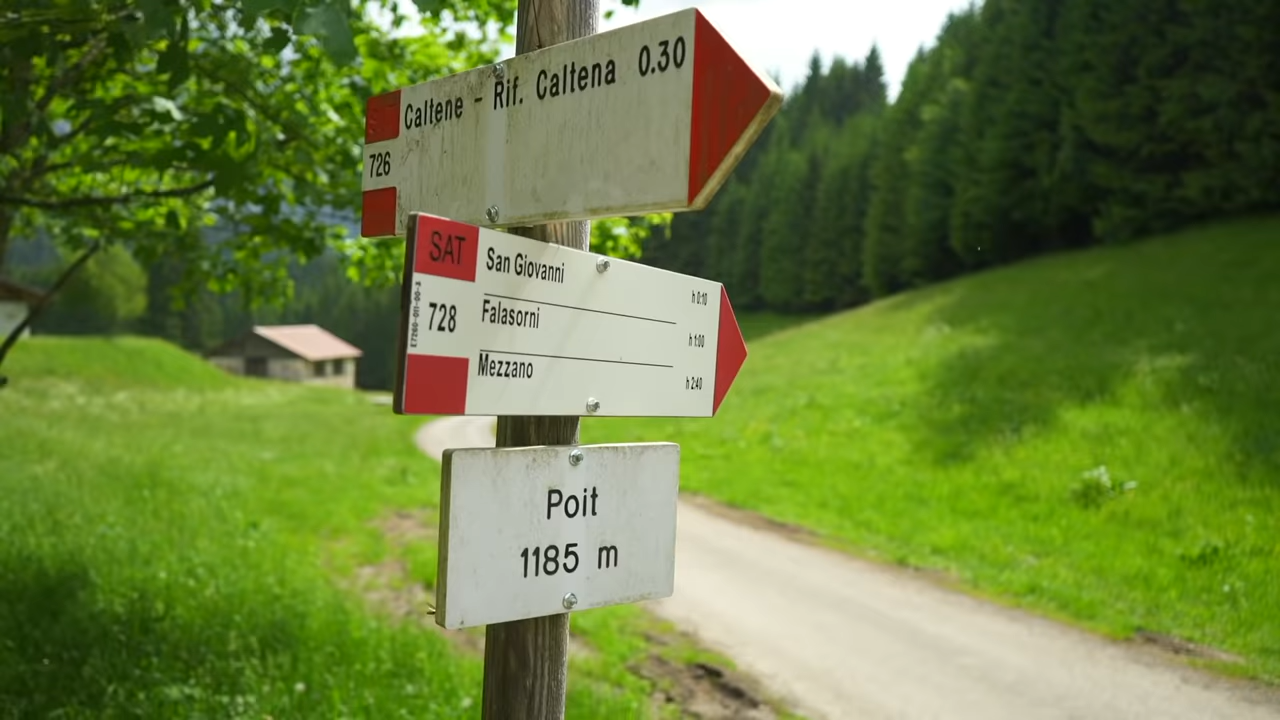 Caltene - Rif. Caltena 0.30
726
SAT
728
San Giovanni h 0:10
Falasorni h 1:00
Mezzano h 2:40
Poit
1185 m